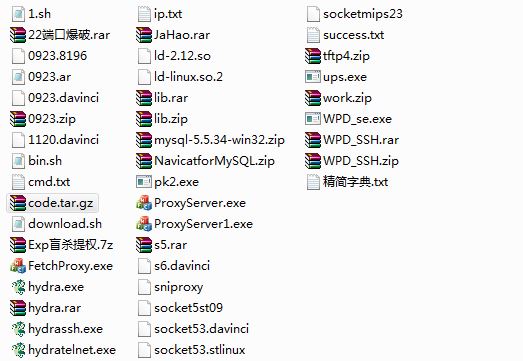 1.sh
22端口爆破.rar
0923.8196
0923.ar
0923.davinci
0923.zip
1120.davinci
bin.sh
cmd.txt
code.tar.gz
download.sh
Exp盲杀提权.7z
FetchProxy.exe
hydra.exe
hydra.rar
hydrassh.exe
hydratelnet.exe
ip.txt
JaHao.rar
ld-2.12.so
ld-linux.so.2
lib.rar
lib.zip
mysql-5.5.34-win32.zip
NavicatforMySQL.zip
pk2.exe
ProxyServer.exe
ProxyServer1.exe
s5.rar
s6.davinci
sniproxy
socket5st09
socket53.davinci
socket53.stlinux
socketmips23
success.txt
tftp4.zip
ups.exe
work.zip
WPD_se.exe
WPD_SSH.rar
WPD_SSH.zip
精简字典.txt